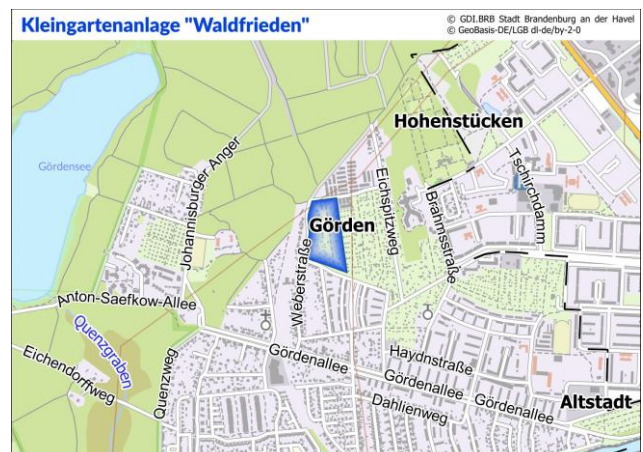 Kleingartenanlage "Waldfrieden"
© GDI.BRB Stadt Brandenburg an der Havel
© GeoBasis-DE/LGB dl-de/by-2-0
Hohenstücken
Gördensee
Johannisburger Anger
Eichspitzweg
Tschirchdamm
Brahmsstraße
Görden
Weberstraße
Anton-Saefkow-Allee
Quenzgraben
Eichendorffweg
Quenzweg
Gördenallee
Haydnstraße
Gördenallee
Gördenallee
Dahlienweg
Altstadt